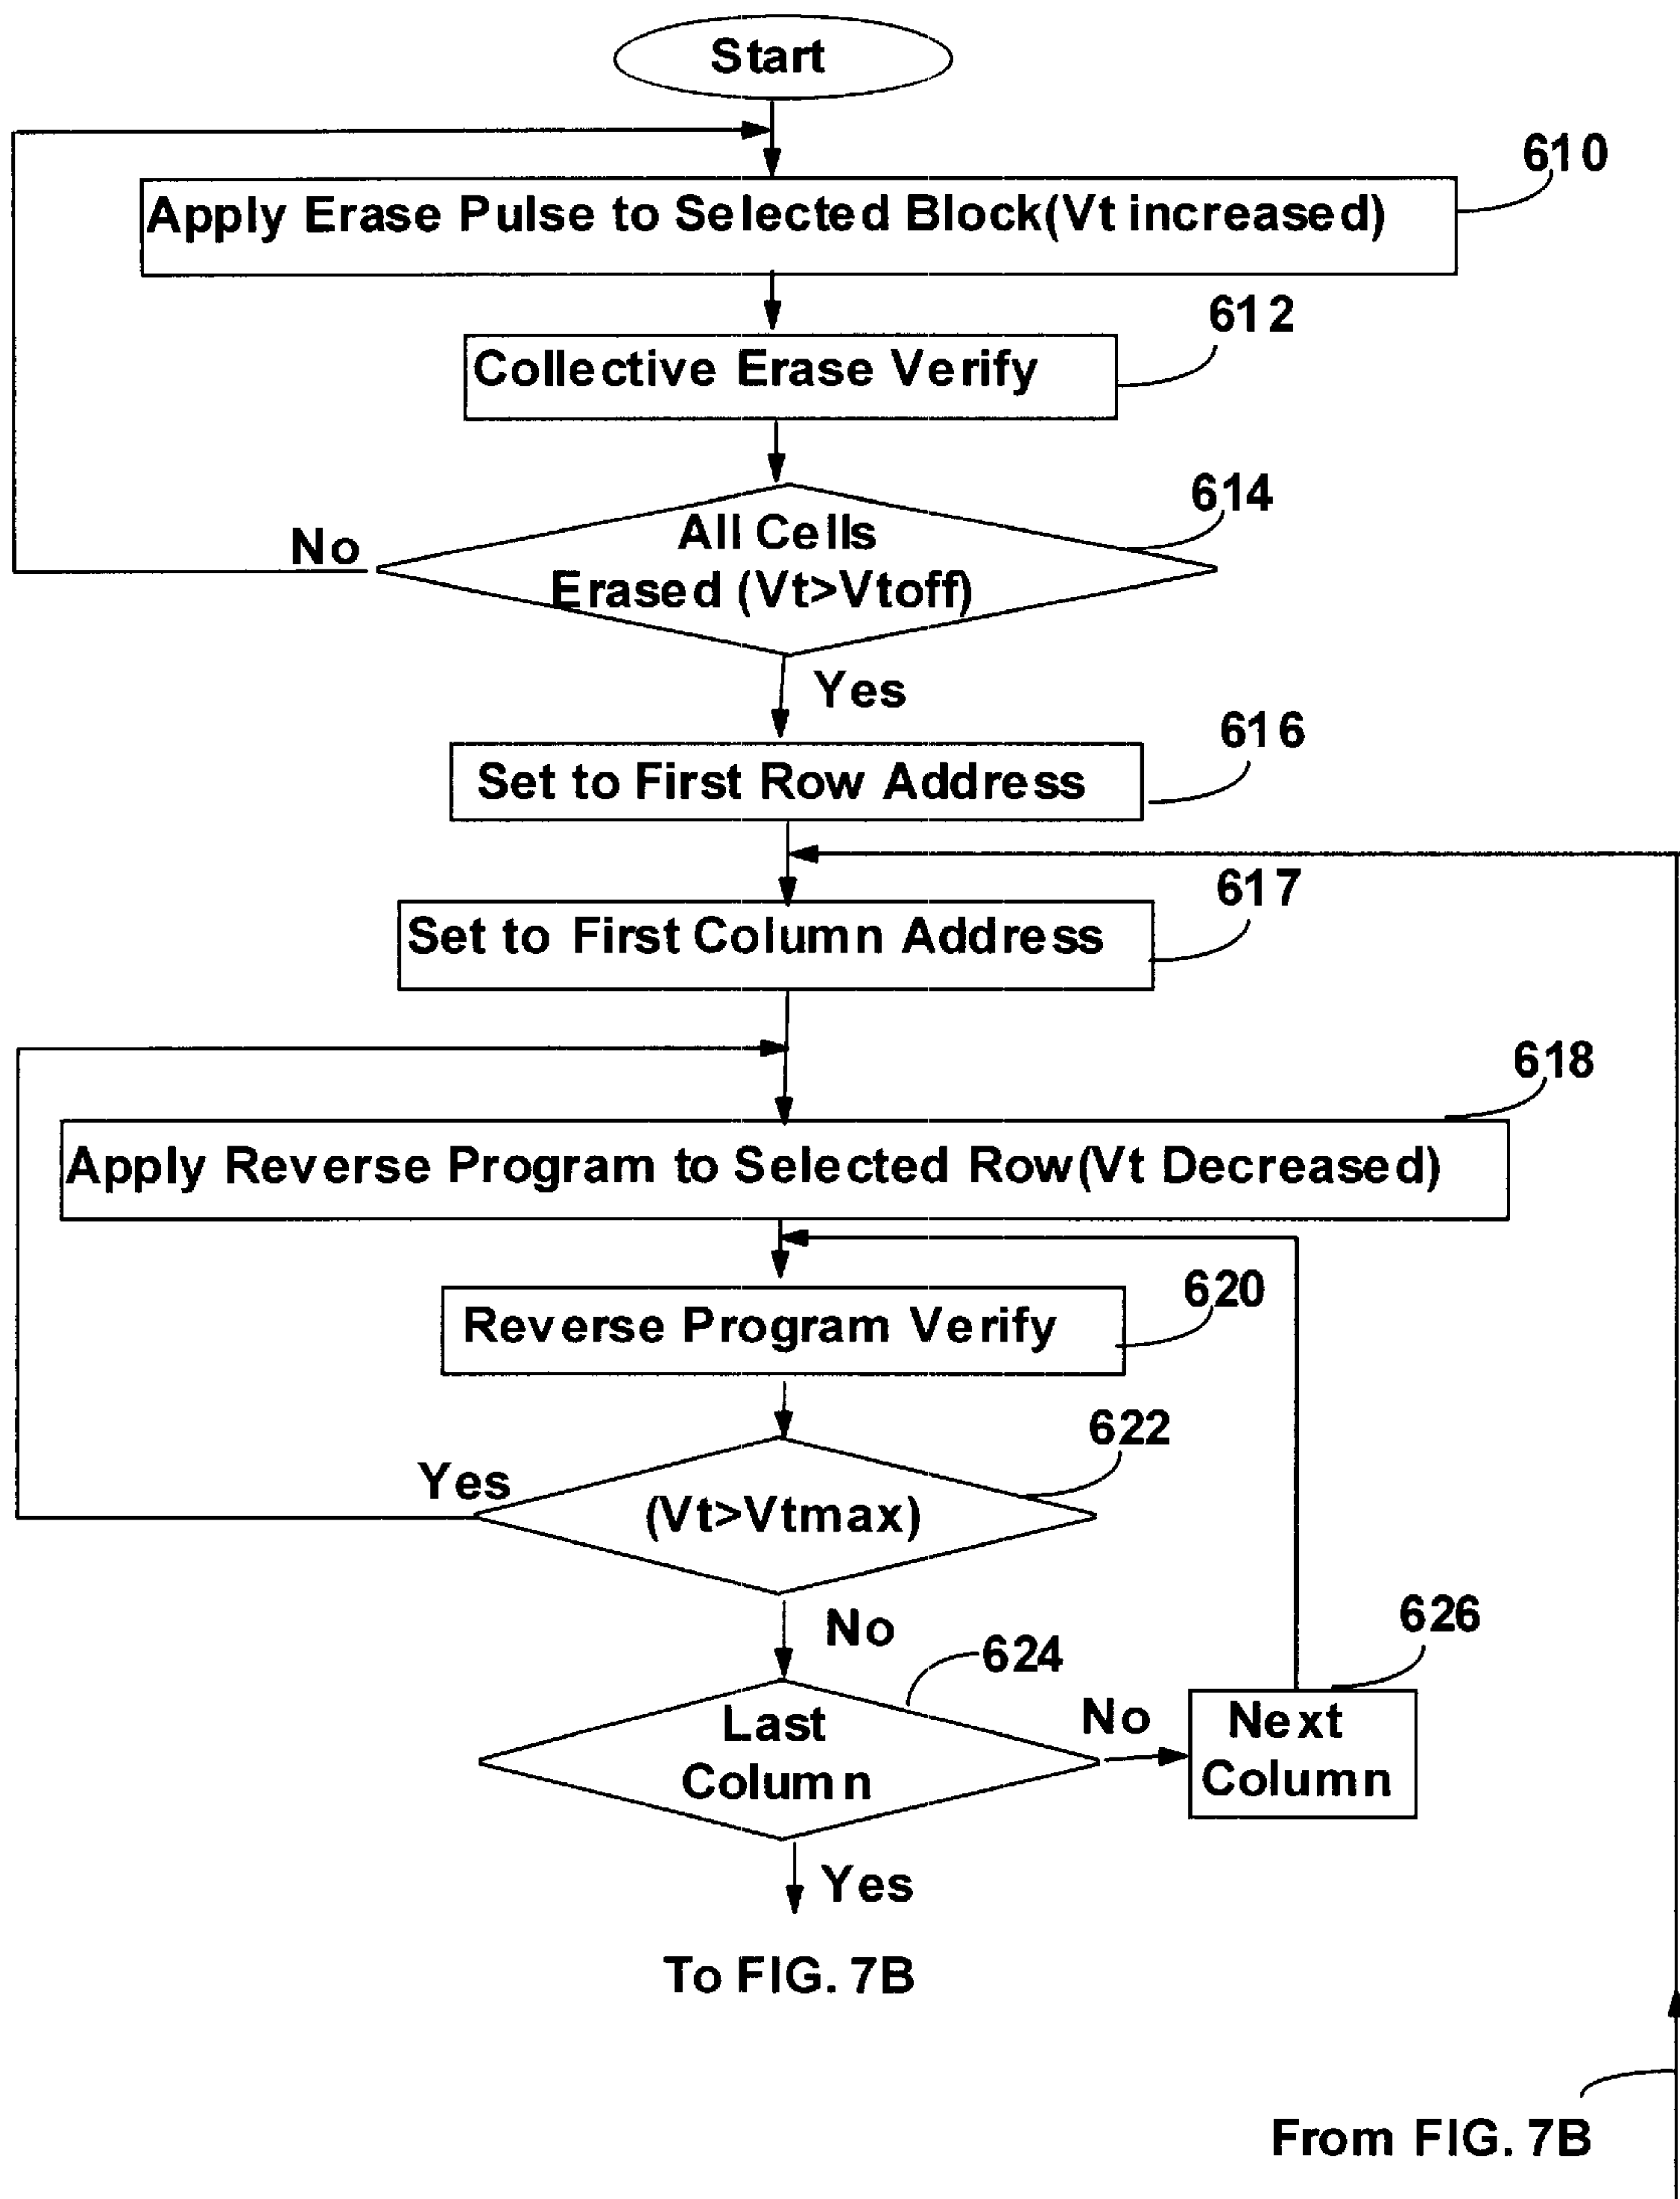 Start
610
Apply Erase Pulse to Selected Block(Vt increased)
612
Collective Erase Verify
614
All Cells
Erased (Vt>Vtoff)
No
Yes
616
Set to First Row Address
617
Set to First Column Address
618
Apply Reverse Program to Selected Row(Vt Decreased)
620
Reverse Program Verify
622
Yes
(Vt>Vtmax)
No
624
626
Last
Column
No
Next
Column
Yes
To FIG. 7B
From FIG. 7B